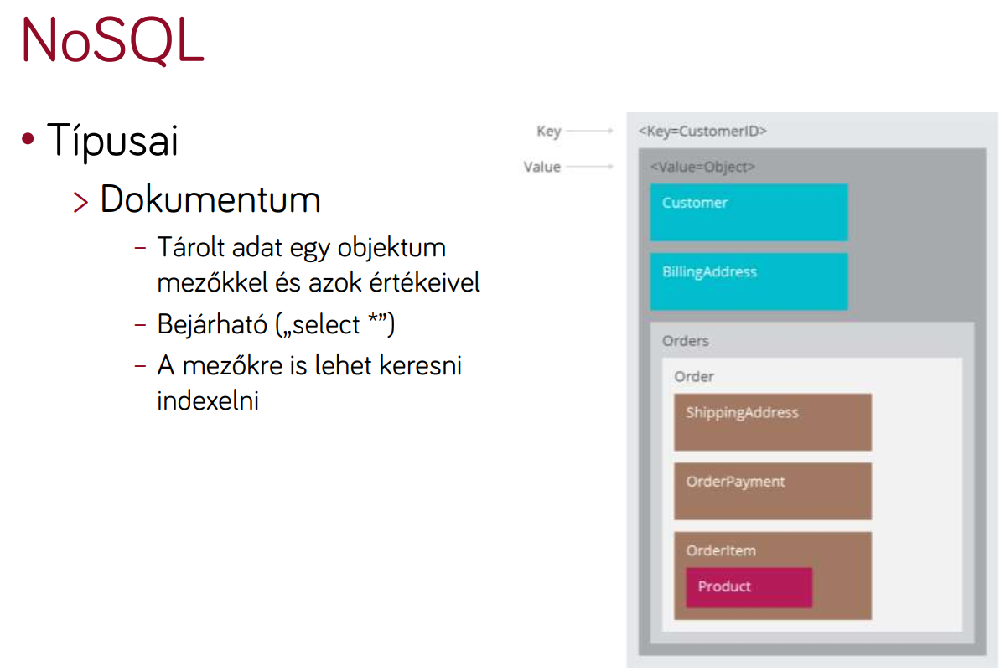 NoSQL
• Típusai
> Dokumentum
– Tárolt adat egy objektum
mezőkkel és azok értékeivel
– Bejárható („select *”)
– A mezőkre is lehet keresni
indexelni
Key
<Key=CustomerID>
Value
<Value=Object>
Customer
BillingAddress
Orders
Order
ShippingAddress
OrderPayment
OrderItem
Product